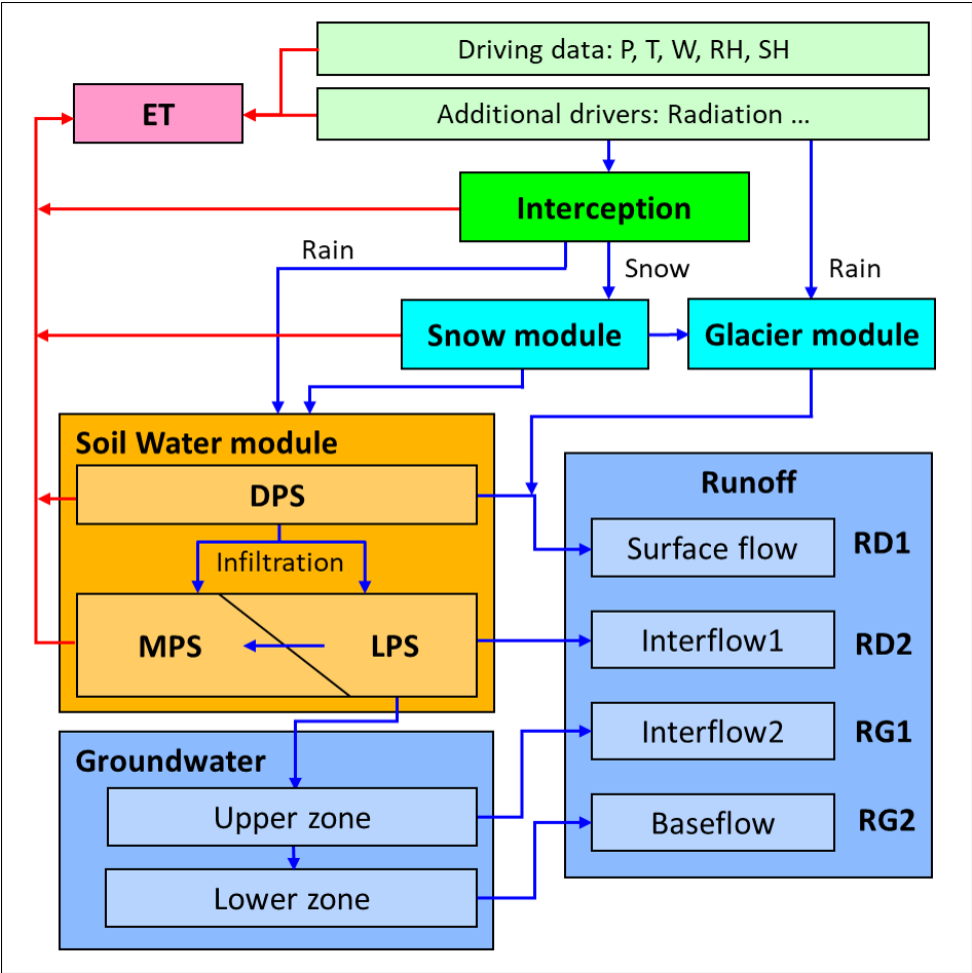 Driving data: P, T, W, RH, SH
ET
Additional drivers: Radiation ...
Interception
Rain
Snow
Rain
Snow module
Glacier module
Soil Water module
DPS
Infiltration
MPS
LPS
Runoff
Surface flow
RD1
Interflow1
RD2
Interflow2
RG1
Baseflow
RG2
Groundwater
Upper zone
Lower zone